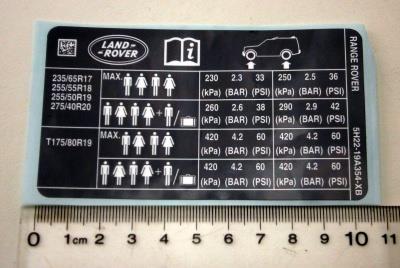 LAND-
ROVER
i
RANGE ROVER
5H22-19A354-XB
235/65R17
255/55R18
255/50R19
275/40R20
MAX.
230 2.3 33 250 2.5 36
(kPa) (BAR) (PSI) (kPa) (BAR) (PSI)
+ /
260 2.6 38 290 2.9 42
(kPa) (BAR) (PSI) (kPa) (BAR) (PSI)
T175/80R19
MAX.
420 4.2 60 420 4.2 60
(kPa) (BAR) (PSI) (kPa) (BAR) (PSI)
+ /
420 4.2 60 420 4.2 60
(kPa) (BAR) (PSI) (kPa) (BAR) (PSI)
0 1cm 2 3 4 5 6 7 8 9 10 11